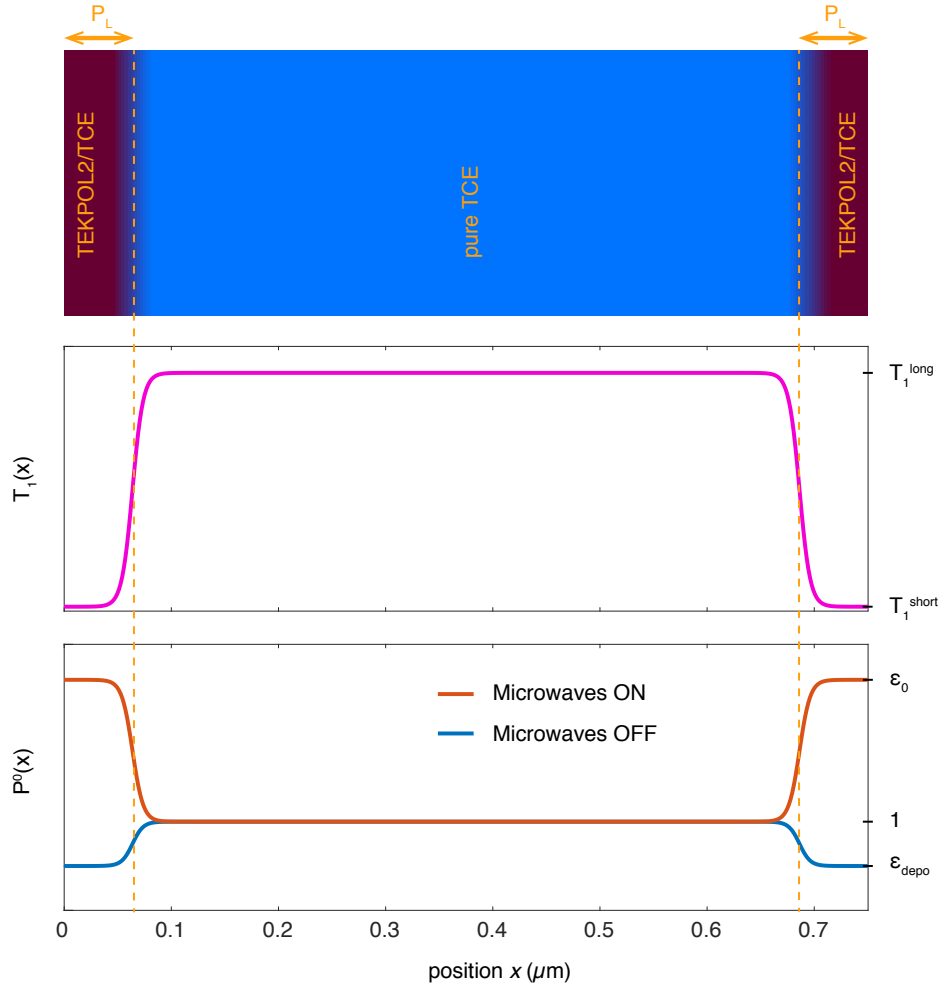 P_L P_L
TEKPOL2/TCE
pure TCE
TEKPOL2/TCE
T_1(x)
T_1^long
T_1^short
P^0(x)
Microwaves ON
Microwaves OFF
ε_0
1
ε_depo
0 0.1 0.2 0.3 0.4 0.5 0.6 0.7
position x (μm)